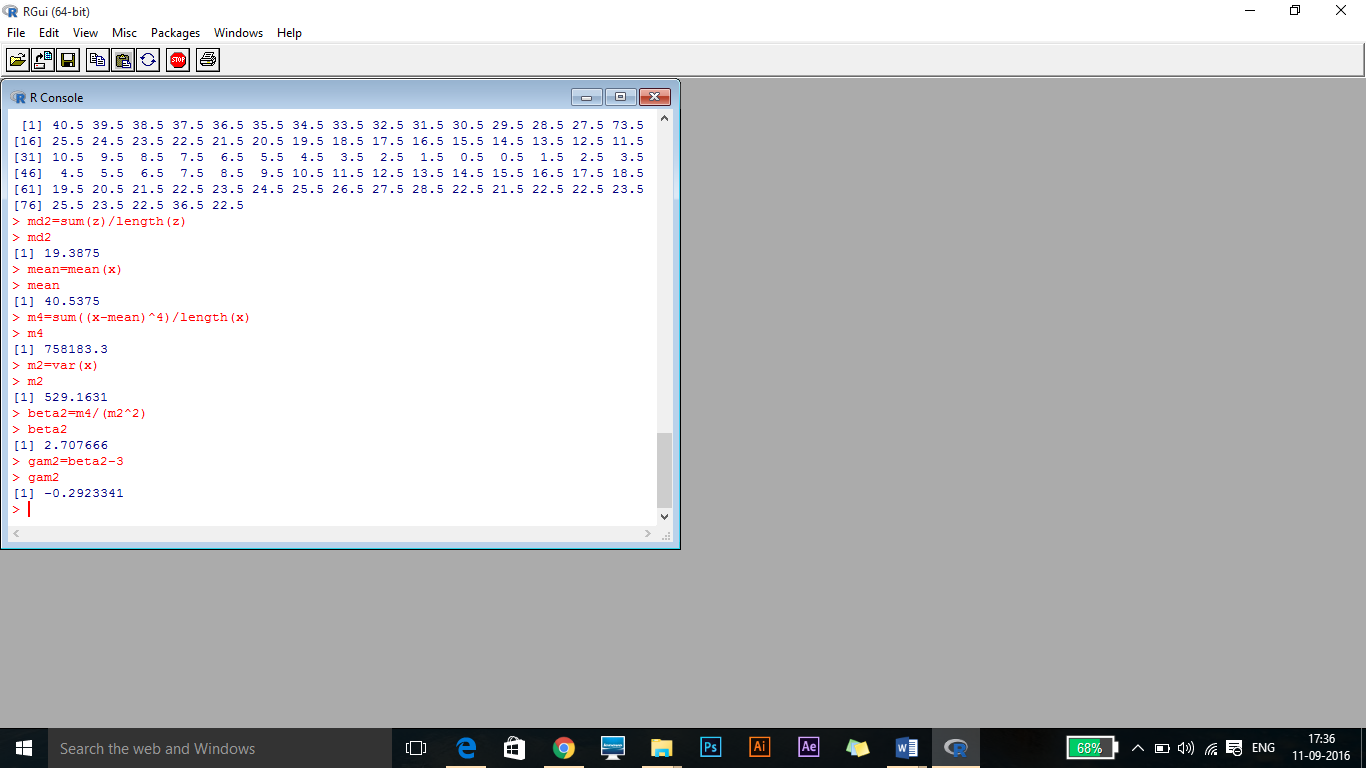 RGui (64-bit)
File Edit View Misc Packages Windows Help
STOP
R Console
[1] 40.5 39.5 38.5 37.5 36.5 35.5 34.5 33.5 32.5 31.5 30.5 29.5 28.5 27.5 73.5
[16] 25.5 24.5 23.5 22.5 21.5 20.5 19.5 18.5 17.5 16.5 15.5 14.5 13.5 12.5 11.5
[31] 10.5 9.5 8.5 7.5 6.5 5.5 4.5 3.5 2.5 1.5 0.5 0.5 1.5 2.5 3.5
[46] 4.5 5.5 6.5 7.5 8.5 9.5 10.5 11.5 12.5 13.5 14.5 15.5 16.5 17.5 18.5
[61] 19.5 20.5 21.5 22.5 23.5 24.5 25.5 26.5 27.5 28.5 22.5 21.5 22.5 22.5 23.5
[76] 25.5 23.5 22.5 36.5 22.5
> md2=sum(z)/length(z)
> md2
[1] 19.3875
> mean=mean(x)
> mean
[1] 40.5375
> m4=sum((x-mean)^4)/length(x)
> m4
[1] 758183.3
> m2=var(x)
> m2
[1] 529.1631
> beta2=m4/(m2^2)
> beta2
[1] 2.707666
> gam2=beta2-3
> gam2
[1] -0.2923341
>
Search the web and Windows
Ps
Ai
Ae
68%
ENG
17:36
11-09-2016